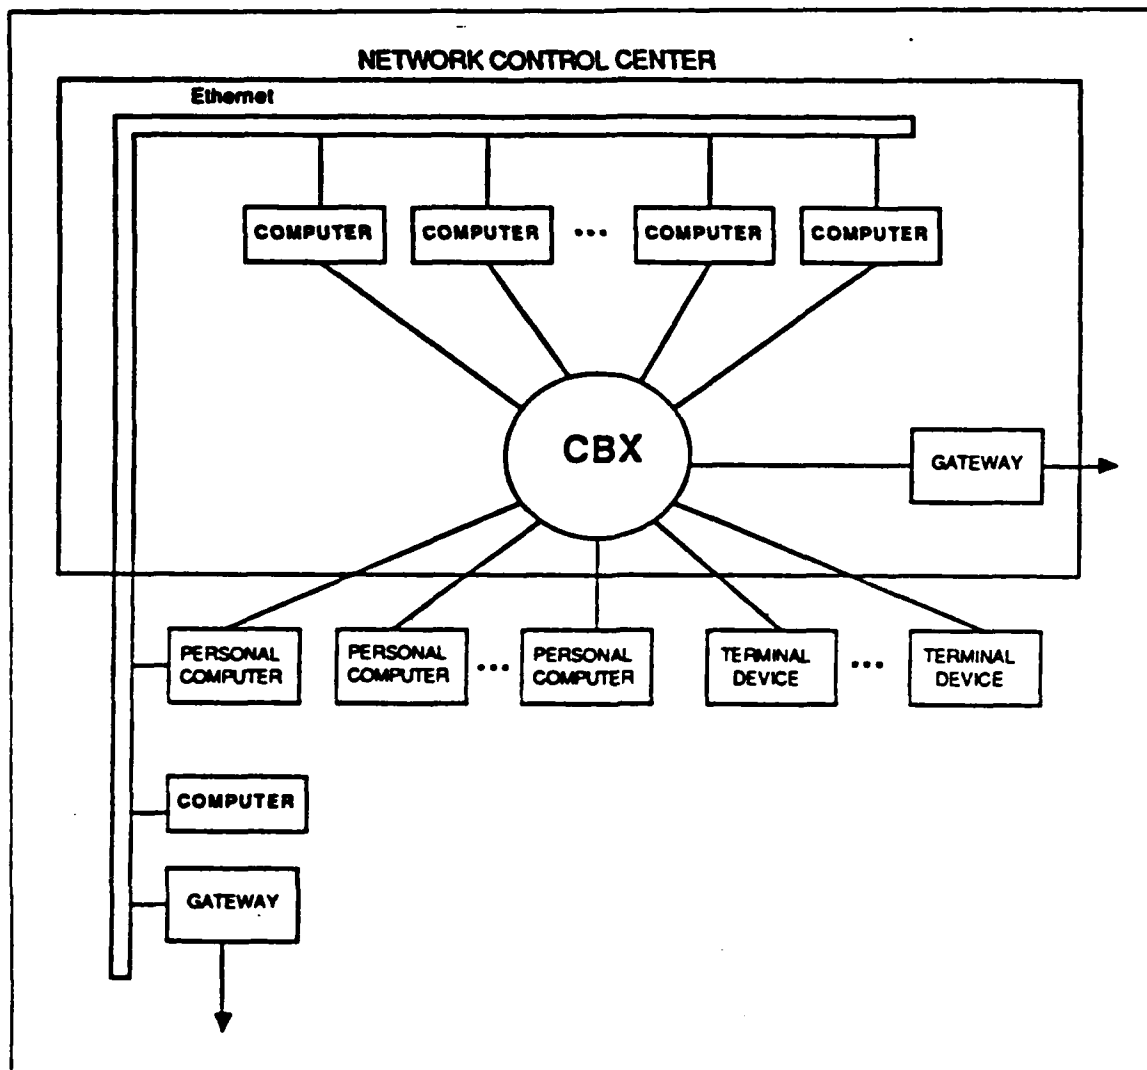 NETWORK CONTROL CENTER
Ethernet
COMPUTER COMPUTER ... COMPUTER COMPUTER
CBX
GATEWAY
PERSONAL COMPUTER
PERSONAL COMPUTER
...
PERSONAL COMPUTER
TERMINAL DEVICE
...
TERMINAL DEVICE
COMPUTER
GATEWAY